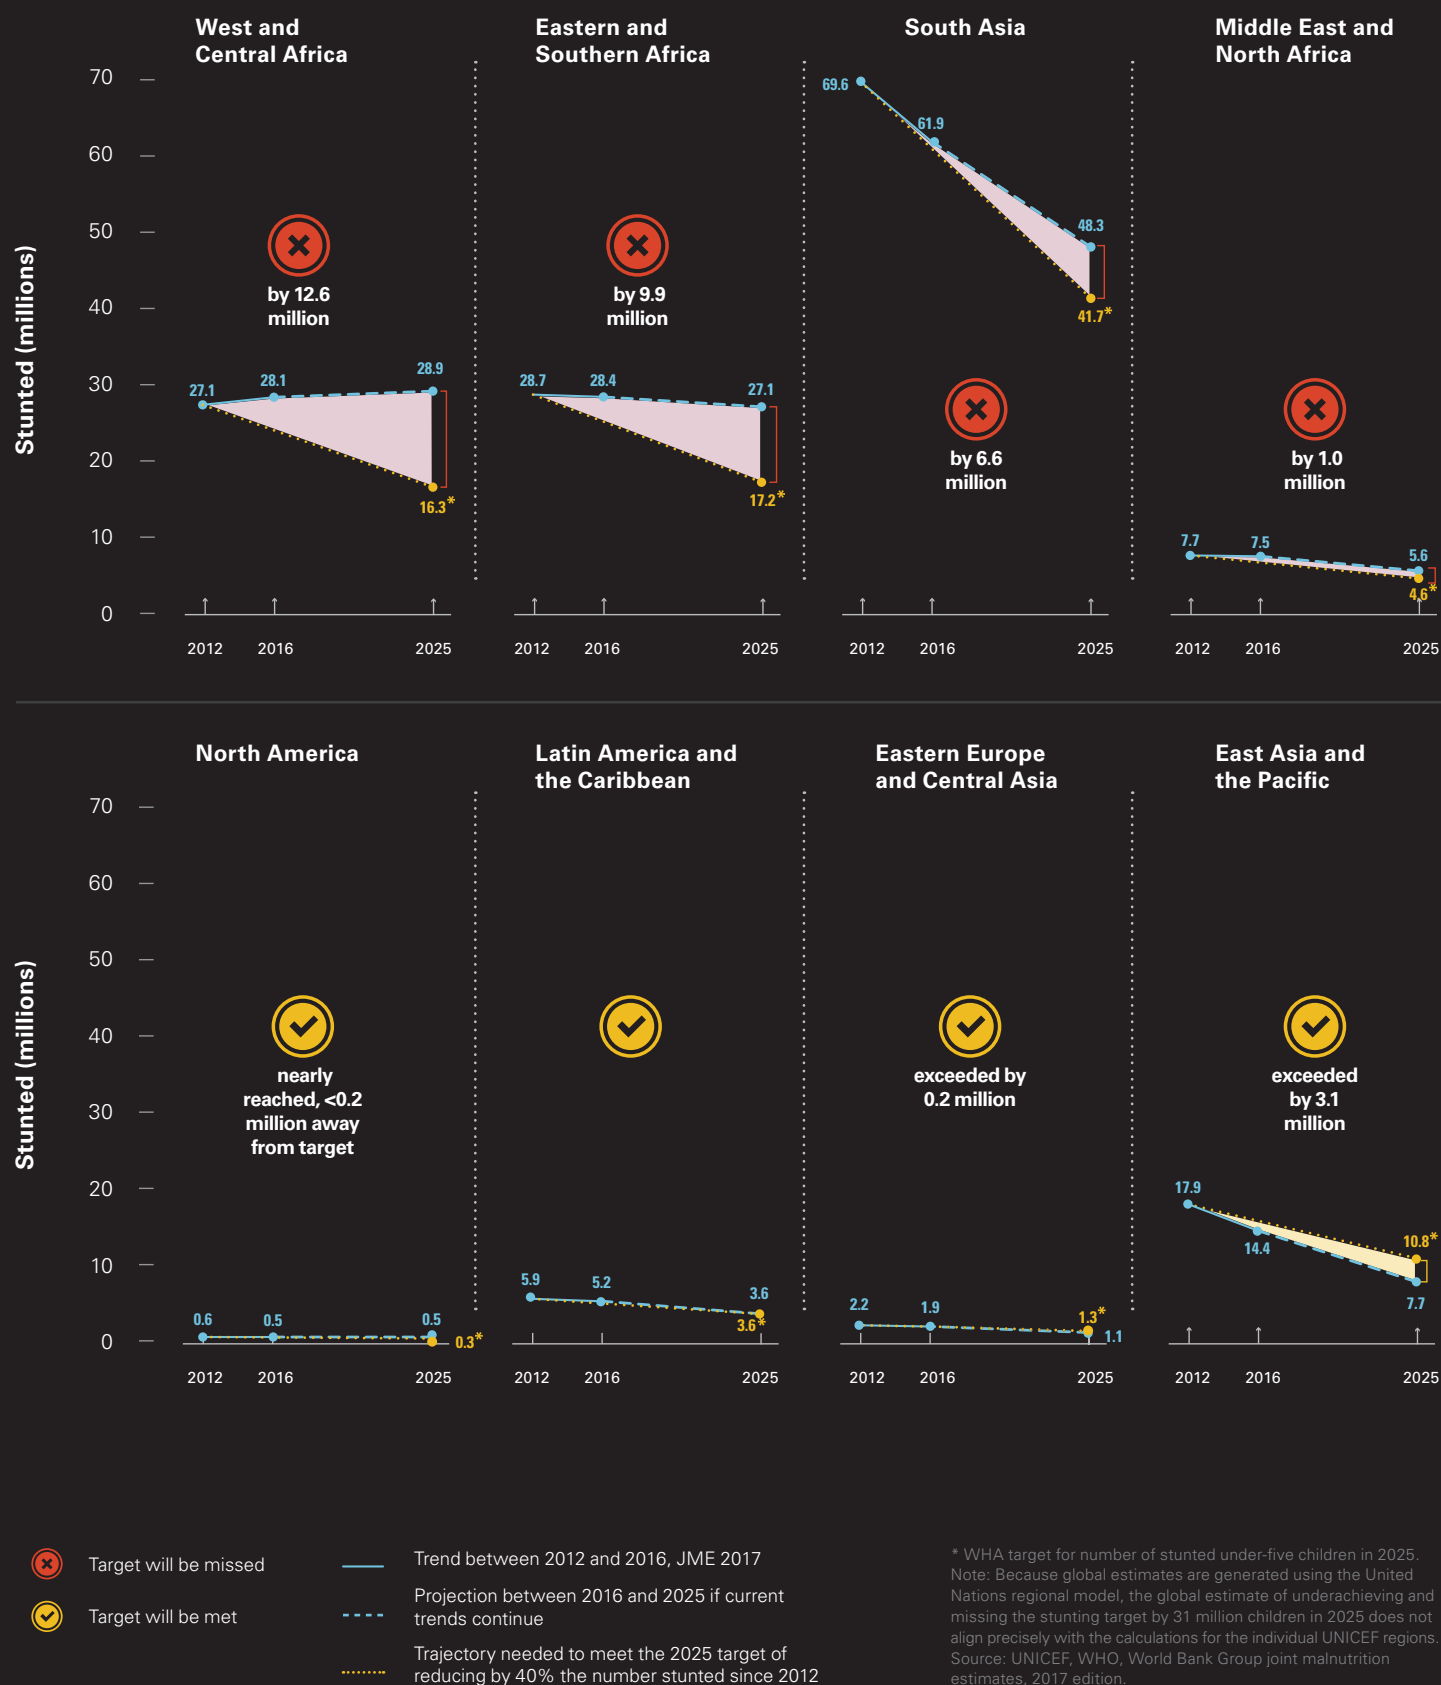 West and
Central Africa
Eastern and
Southern Africa
South Asia
Middle East and
North Africa
Stunted (millions)
70
60
50
40
30
20
10
0
by 12.6
million
27.1
28.1
28.9
16.3*
2012
2016
2025
by 9.9
million
28.7
28.4
27.1
17.2*
2012
2016
2025
69.6
61.9
48.3
41.7*
by 6.6
million
2012
2016
2025
by 1.0
million
7.7
7.5
5.6
4.6*
2012
2016
2025
North America
Latin America and
the Caribbean
Eastern Europe
and Central Asia
East Asia and
the Pacific
Stunted (millions)
70
60
50
40
30
20
10
0
nearly
reached, <0.2
million away
from target
0.6
0.5
0.5
0.3*
2012
2016
2025
5.9
5.2
3.6
3.6*
2012
2016
2025
exceeded by
0.2 million
2.2
1.9
1.3*
1.1
2012
2016
2025
exceeded
by 3.1
million
17.9
14.4
10.8*
7.7
2012
2016
2025
Target will be missed
Target will be met
Trend between 2012 and 2016, JME 2017
Projection between 2016 and 2025 if current
trends continue
Trajectory needed to meet the 2025 target of
reducing by 40% the number stunted since 2012
* WHA target for number of stunted under-five children in 2025.
Note: Because global estimates are generated using the United
Nations regional model, the global estimate of underachieving and
missing the stunting target by 31 million children in 2025 does not
align precisely with the calculations for the individual UNICEF regions.
Source: UNICEF, WHO, World Bank Group joint malnutrition
estimates, 2017 edition.